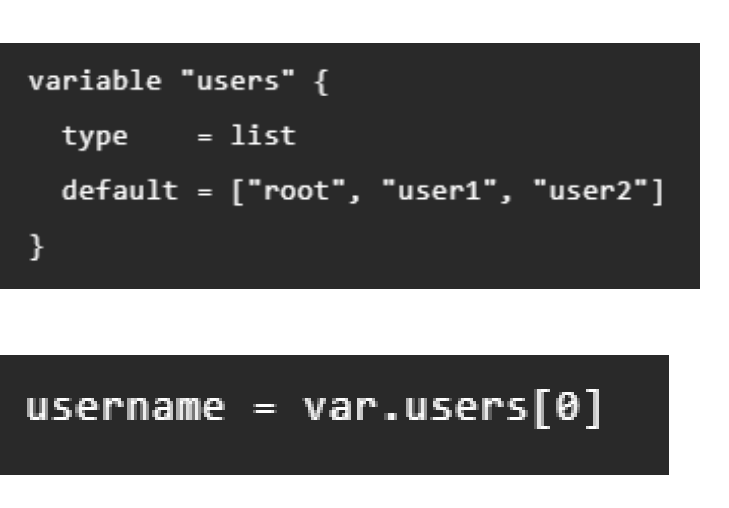 variable "users" {
  type    = list
  default = ["root", "user1", "user2"]
}
username = var.users[0]